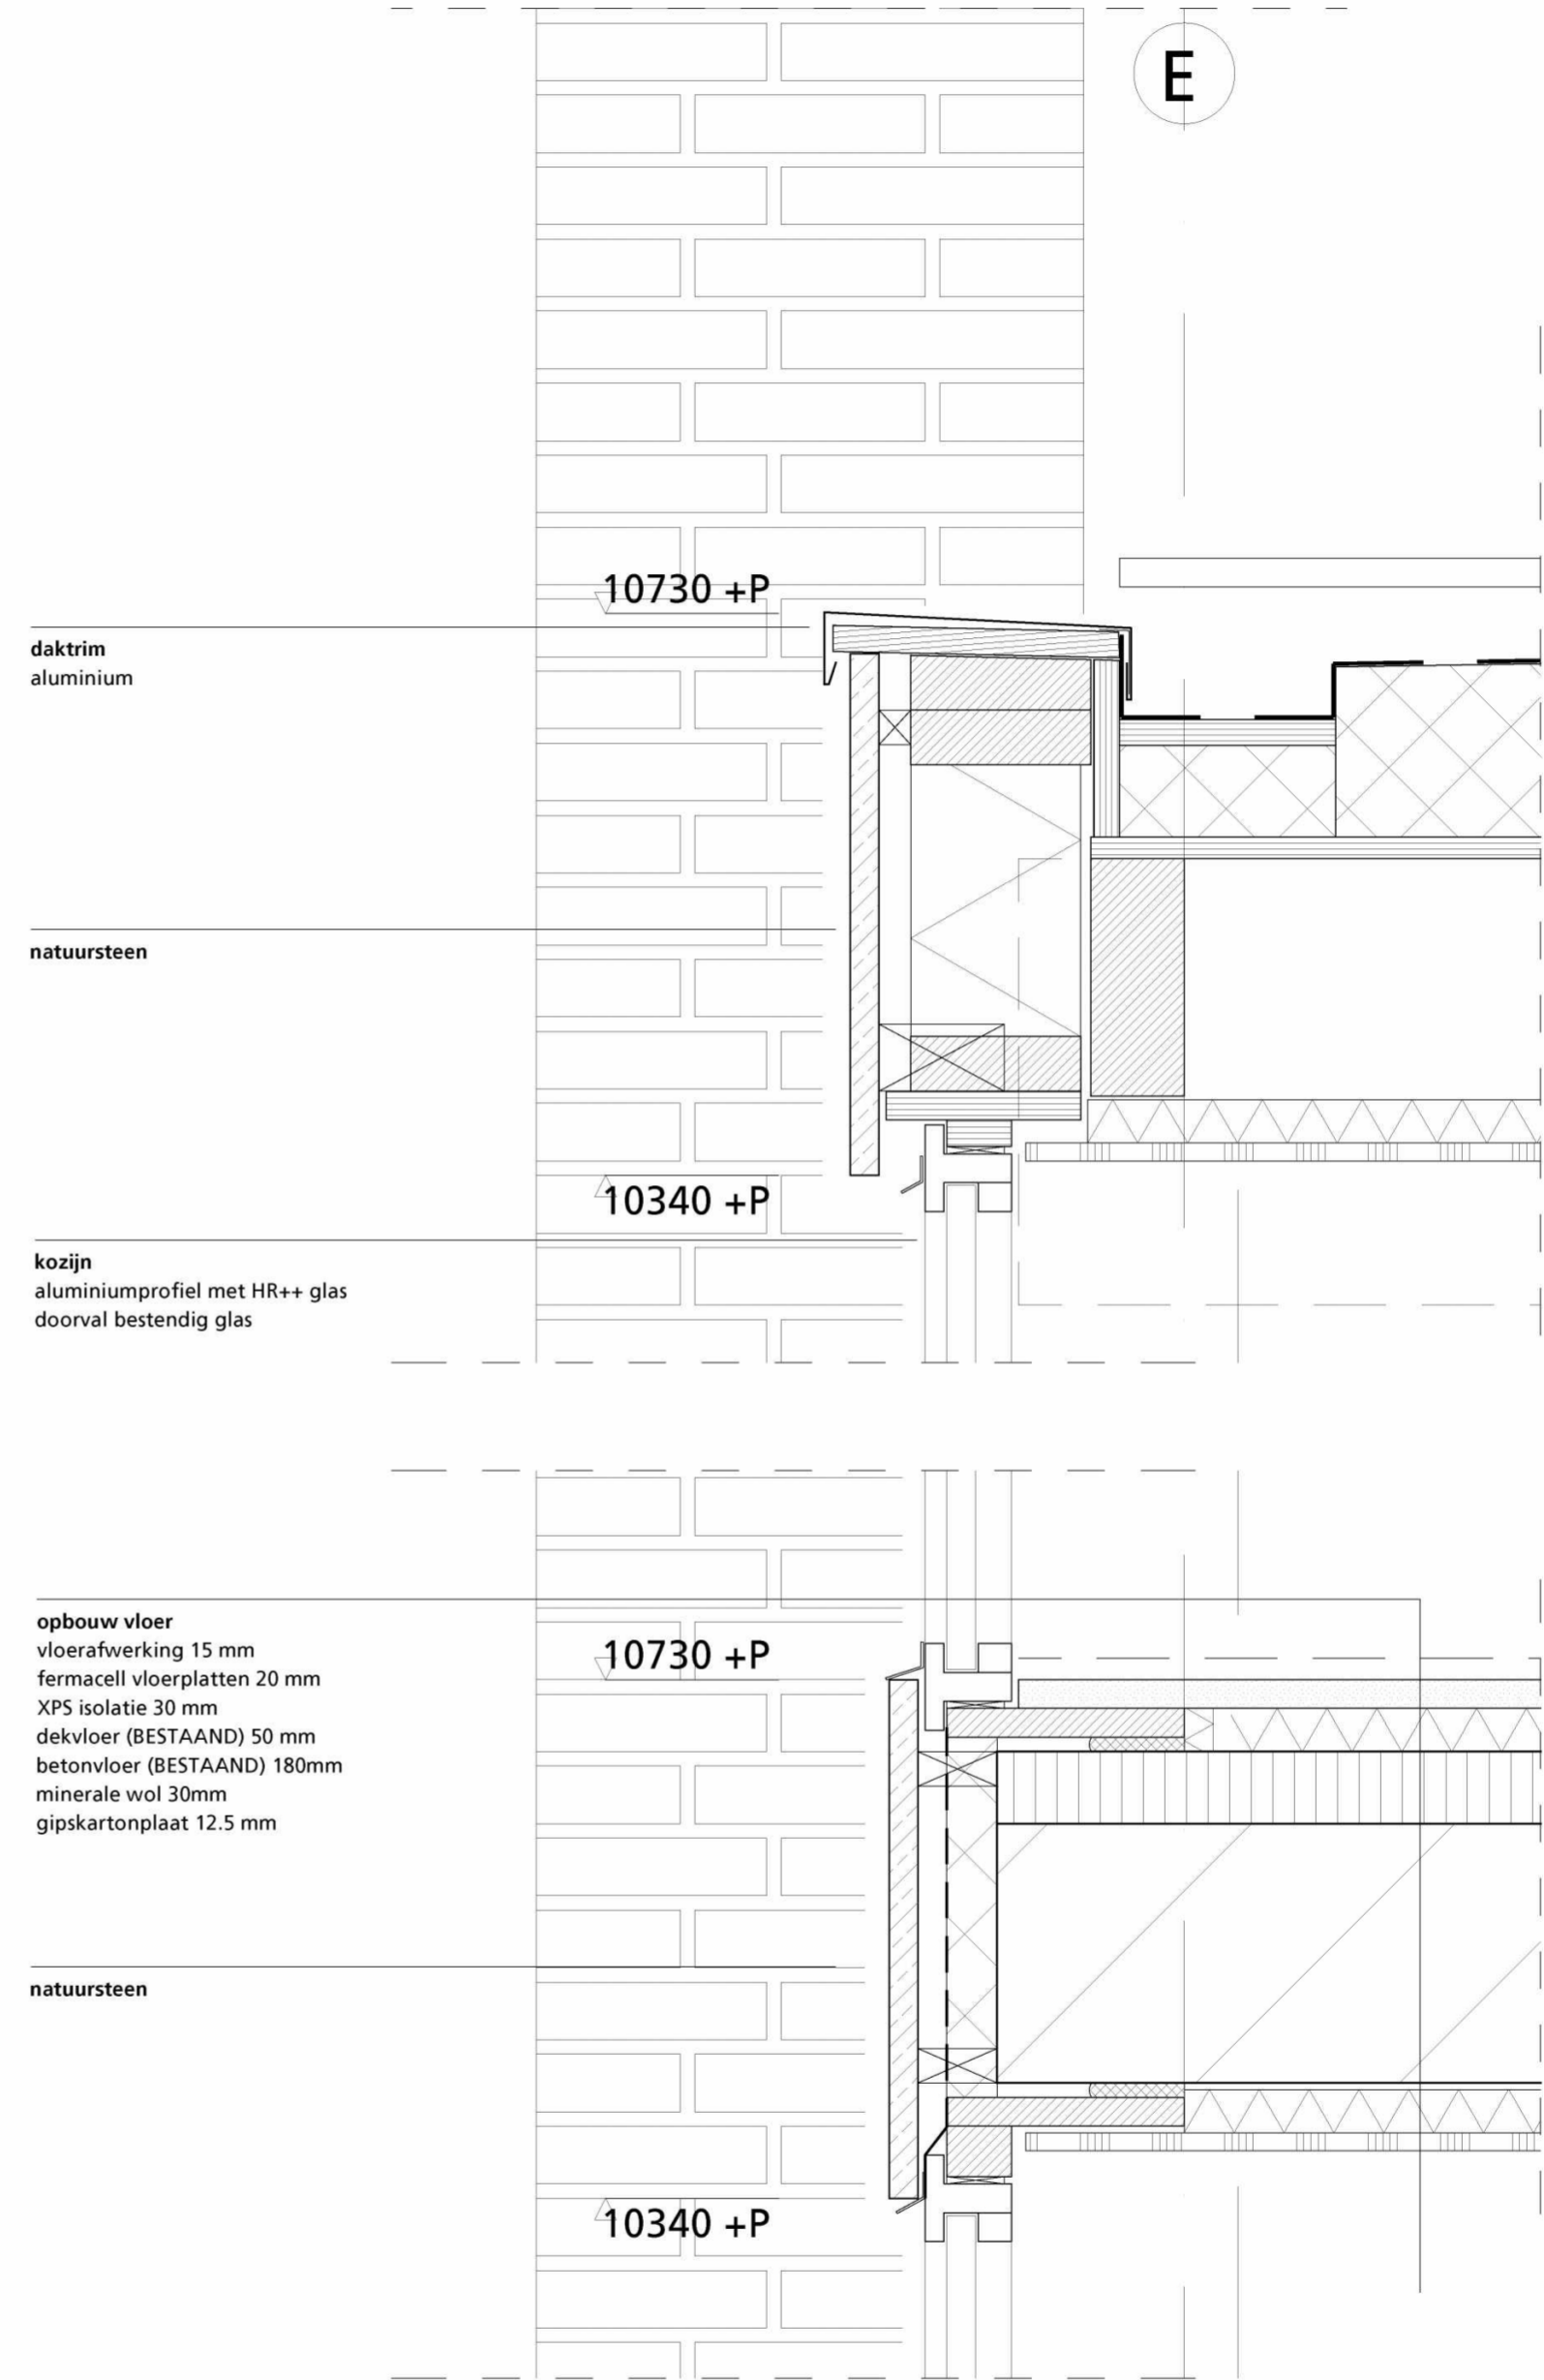 E
10730 +P
daktrim
aluminium
natuursteen
10340 +P
kozijn
aluminiumprofiel met HR++ glas
doorval bestendig glas
opbouw vloer
vloerafwerking 15 mm
fermacell vloerplatten 20 mm
XPS isolatie 30 mm
dekvloer (BESTAAND) 50 mm
betonvloer (BESTAAND) 180mm
minerale wol 30mm
gipskartonplaat 12.5 mm
10730 +P
natuursteen
10340 +P